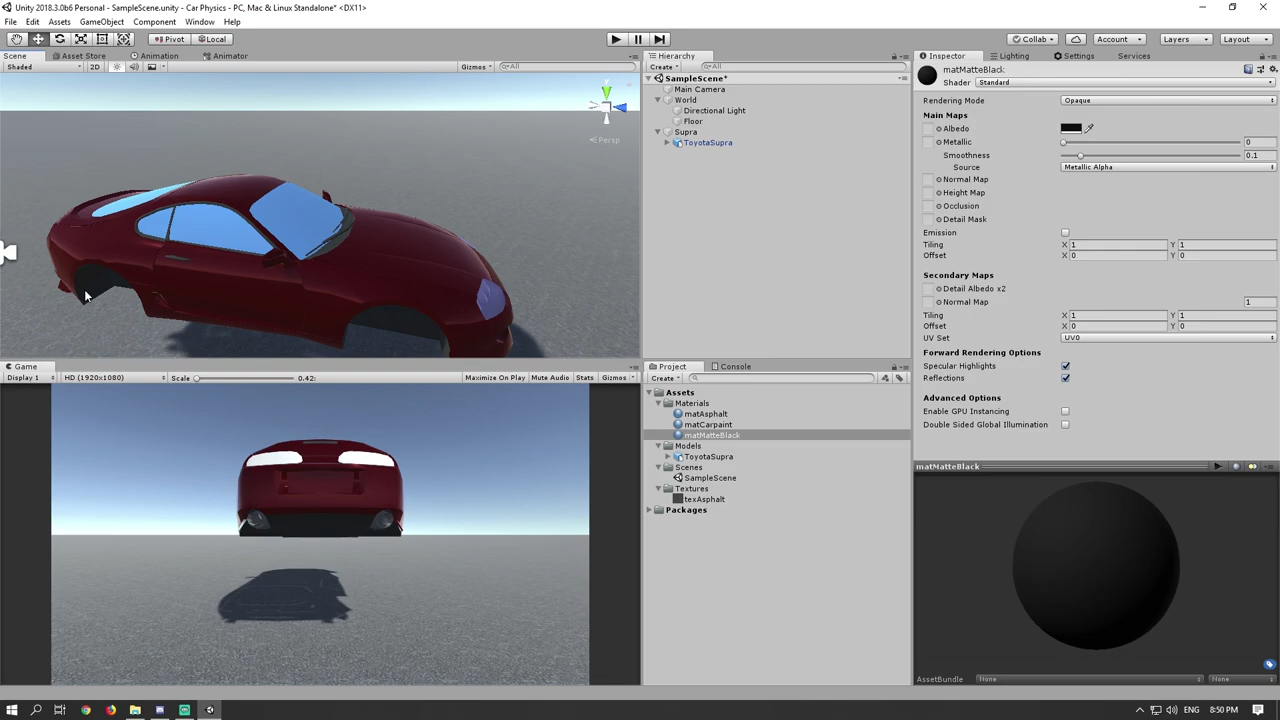 Unity 2018.3.0b6 Personal - SampleScene.unity - Car Physics - PC, Mac & Linux Standalone* <DX11>
File Edit Assets GameObject Component Window Help
Pivot Local Collab Account Layers Layout
Scene Asset Store Animation Animator
Shaded 2D Gizmos All
y
Persp
Hierarchy
Create All
SampleScene*
Main Camera
World
Directional Light
Floor
Supra
ToyotaSupra
Inspector Lighting Settings Services
matMatteBlack
Shader Standard
Rendering Mode Opaque
Main Maps
Albedo
Metallic 0
Smoothness 0.1
Source Metallic Alpha
Normal Map
Height Map
Occlusion
Detail Mask
Emission
Tiling X 1 Y 1
Offset X 0 Y 0
Secondary Maps
Detail Albedo x2
Normal Map 1
Tiling X 1 Y 1
Offset X 0 Y 0
UV Set UV0
Forward Rendering Options
Specular Highlights
Reflections
Advanced Options
Enable GPU Instancing
Double Sided Global Illumination
Game
Display 1 HD (1920x1080) Scale 0.42: Maximize On Play Mute Audio Stats Gizmos
Project Console
Create
Assets
Materials
matAsphalt
matCarpaint
matMatteBlack
Models
ToyotaSupra
Scenes
SampleScene
Textures
texAsphalt
Packages
matMatteBlack
AssetBundle None None
8:50 PM